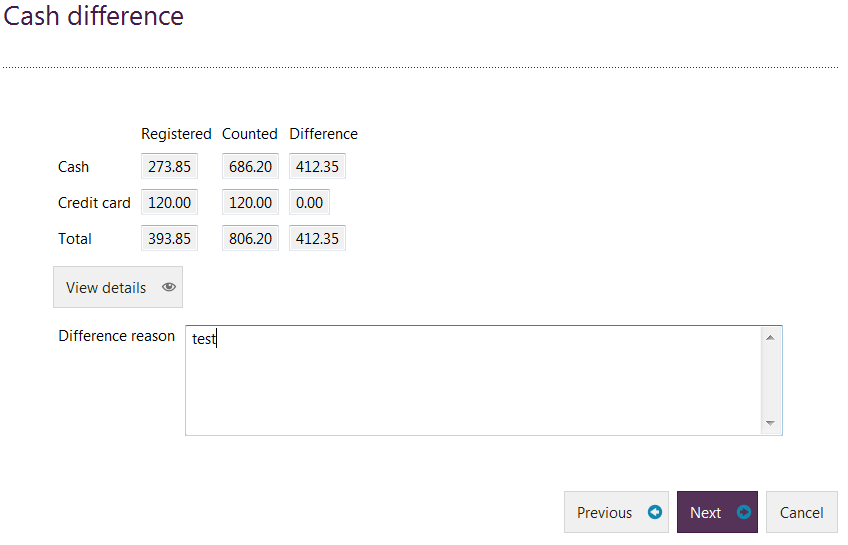 Cash difference
Registered Counted Difference
Cash 273.85 686.20 412.35
Credit card 120.00 120.00 0.00
Total 393.85 806.20 412.35
View details
Difference reason test
Previous Next Cancel